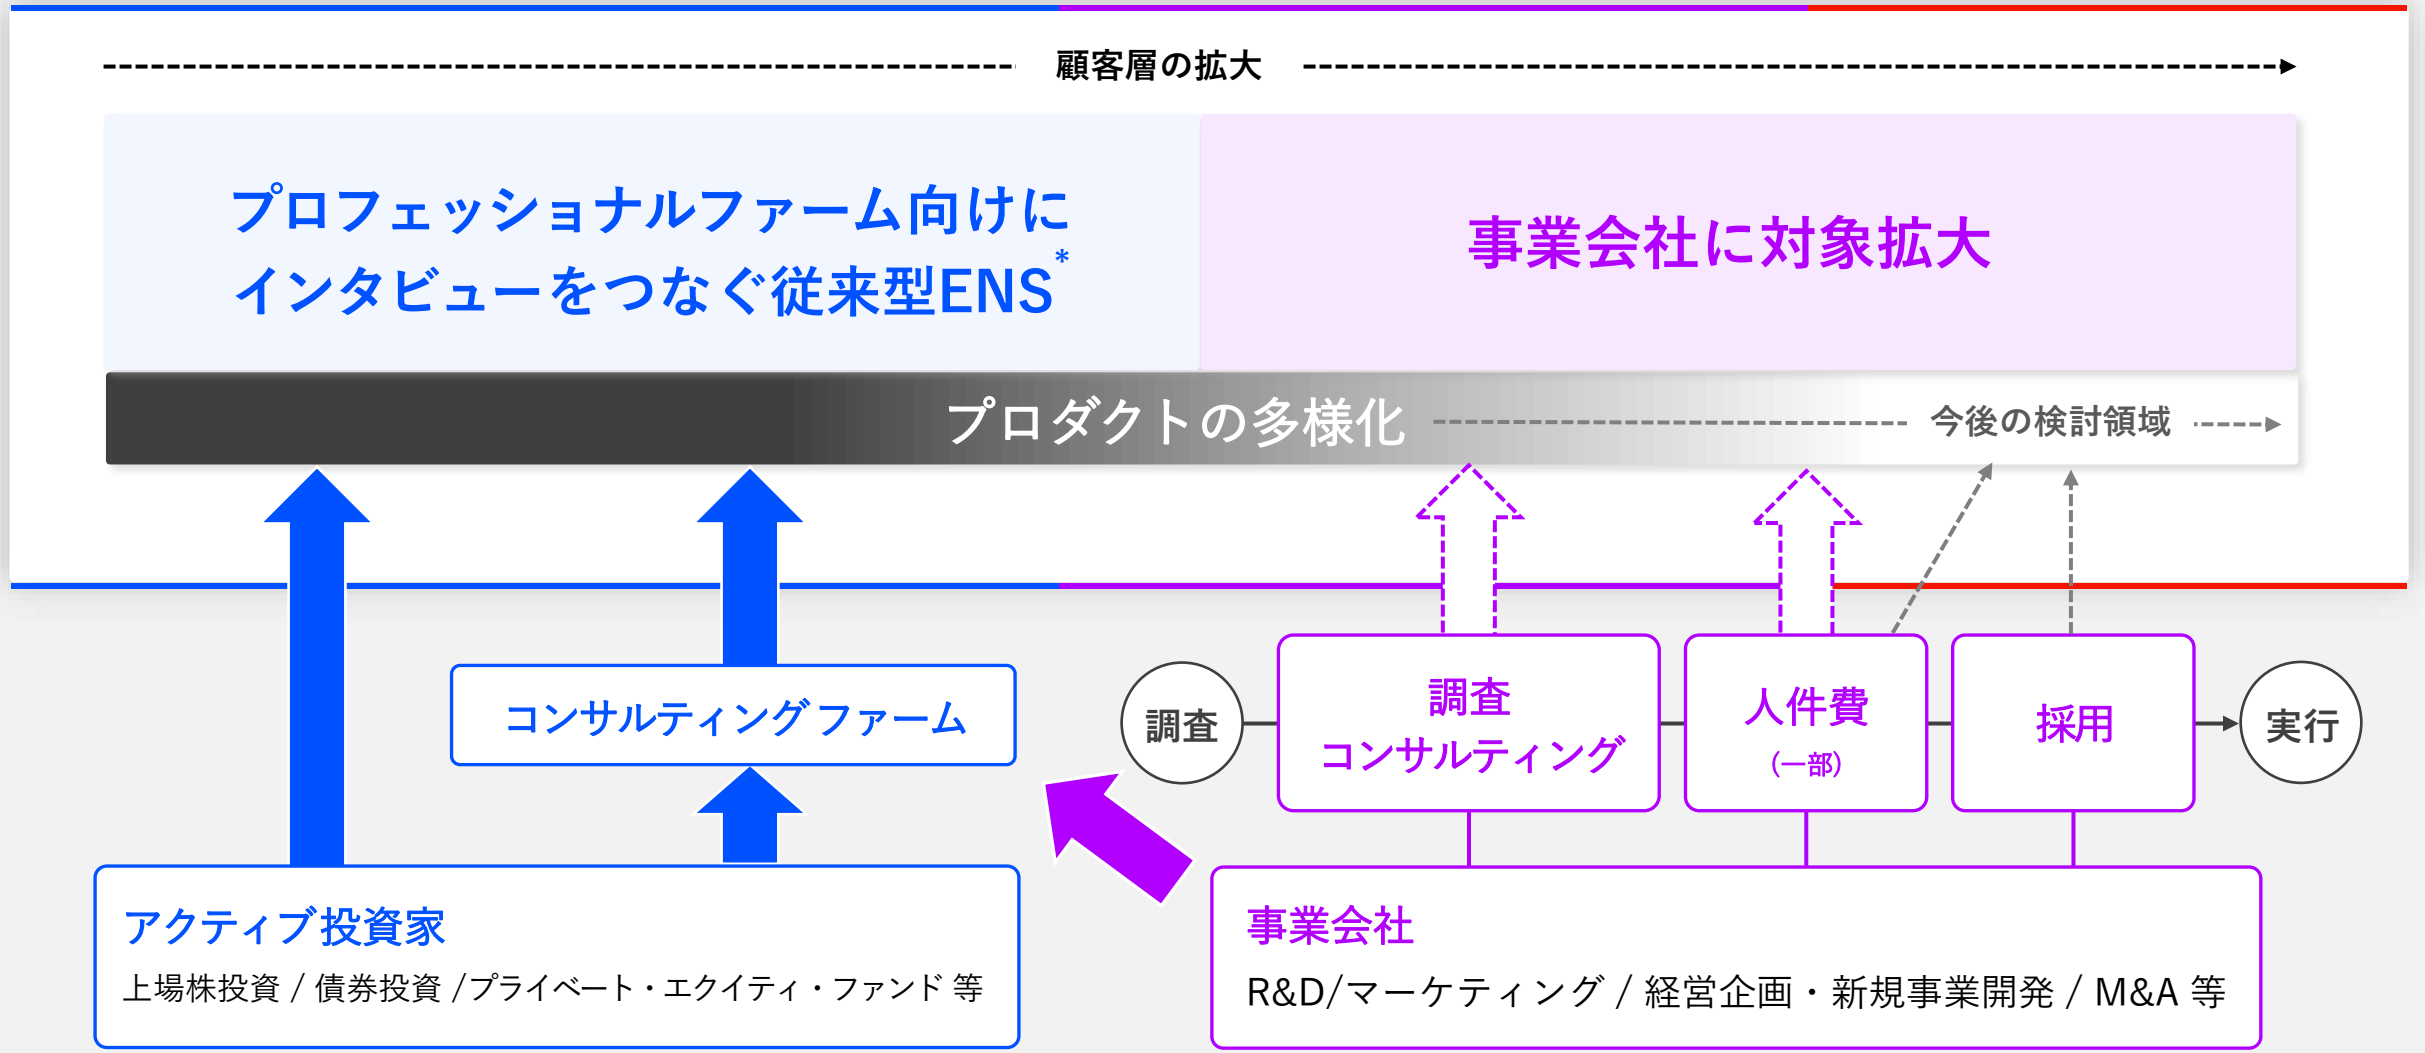 顧客層の拡大
プロフェッショナルファーム向けに
インタビューをつなぐ従来型ENS*
事業会社に対象拡大
プロダクトの多様化
今後の検討領域
コンサルティングファーム
調査
調査
コンサルティング
人件費
(一部)
採用
実行
アクティブ投資家
上場株投資 / 債券投資 /プライベート・エクイティ・ファンド 等
事業会社
R&D/マーケティング / 経営企画・新規事業開発 / M&A 等